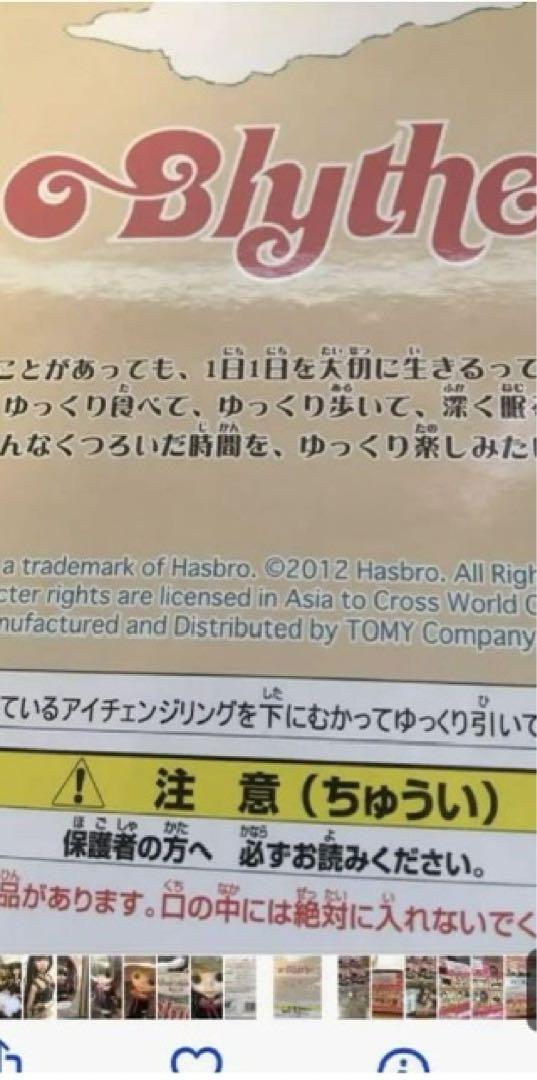 Blythe
ことがあっても、1日1日を大切に生きるって
ゆっくり食べて、ゆっくり歩いて、深く眠
んなくつろいだ時間を、ゆっくり楽しみたい
a trademark of Hasbro. ©2012 Hasbro. All Righ
cter rights are licensed in Asia to Cross World C
nufactured and Distributed by TOMY Company
ているアイチェンジリングを下にむかってゆっくり引いて
注 意（ちゅうい）
保護者の方へ 必ずお読みください。
品があります。口の中には絶対に入れないでく